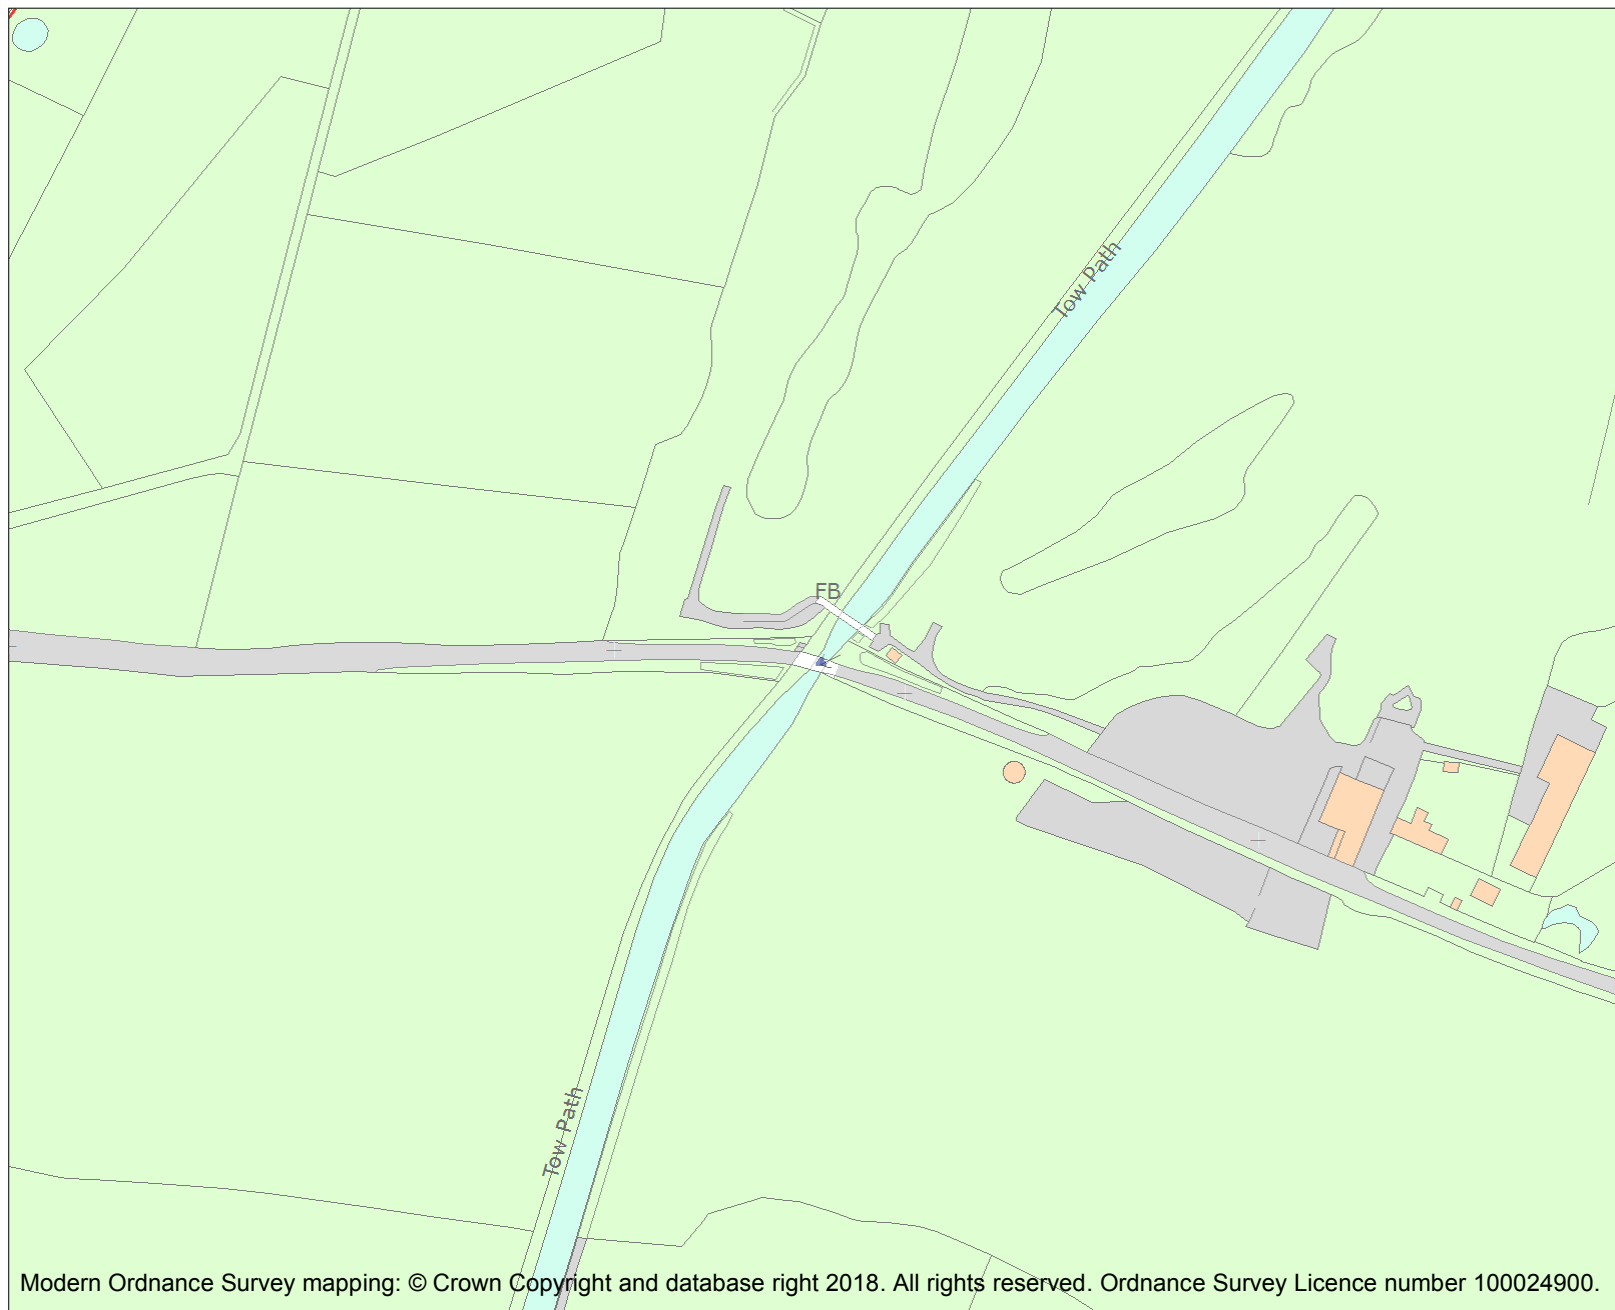 Tow Path
FB
Tow Path
Modern Ordnance Survey mapping: © Crown Copyright and database right 2018. All rights reserved. Ordnance Survey Licence number 100024900.